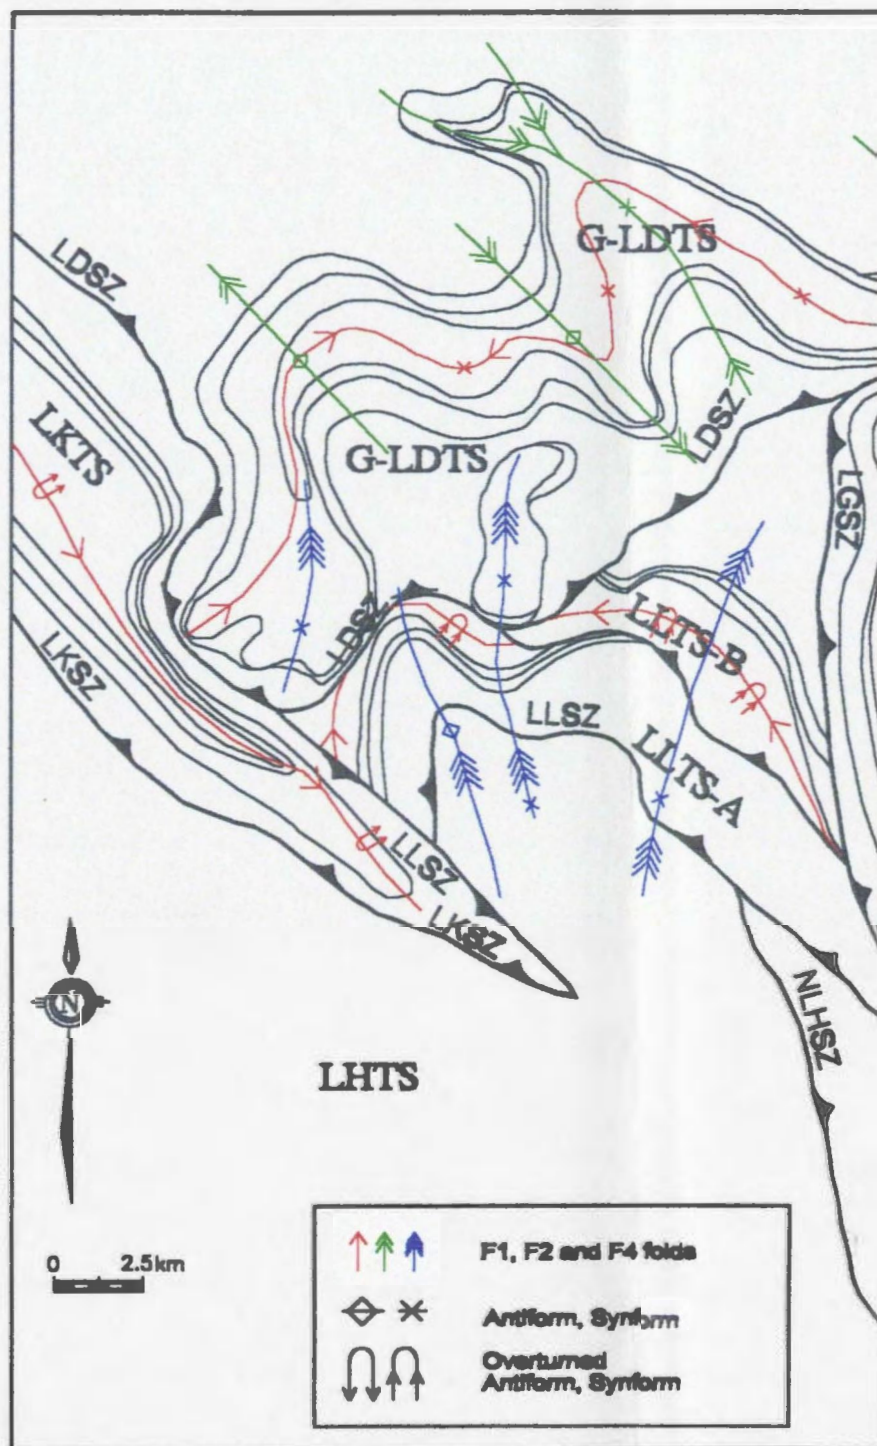 G-LDTS
LDSZ
LKTS
G-LDTS
LDSZ
LGSZ
LDSZ
LKSZ
LLTS-B
LLSZ
LLTS-A
LLSZ
LKSZ
NLHSZ
N
LHTS
0 2.5km
F1, F2 and F4 folds
Antiform, Synform
Overturned
Antiform, Synform